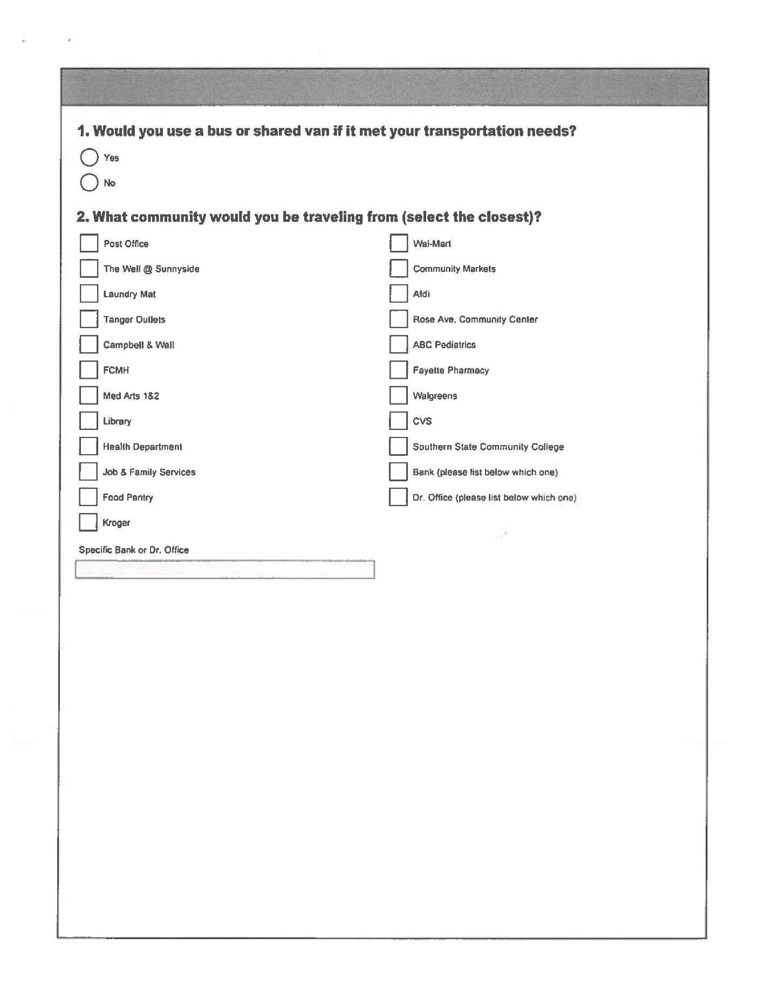 1. Would you use a bus or shared van if it met your transportation needs?
Yes
No
2. What community would you be traveling from (select the closest)?
Post Office
The Well @ Sunnyside
Laundry Mat
Tanger Outlets
Campbell & Wall
FCMH
Med Arts 1&2
Library
Health Department
Job & Family Services
Food Pantry
Kroger
Wal-Mart
Community Markets
Aldi
Rose Ave. Community Center
ABC Pediatrics
Fayette Pharmacy
Walgreens
CVS
Southern State Community College
Bank (please list below which one)
Dr. Office (please list below which one)
Specific Bank or Dr. Office